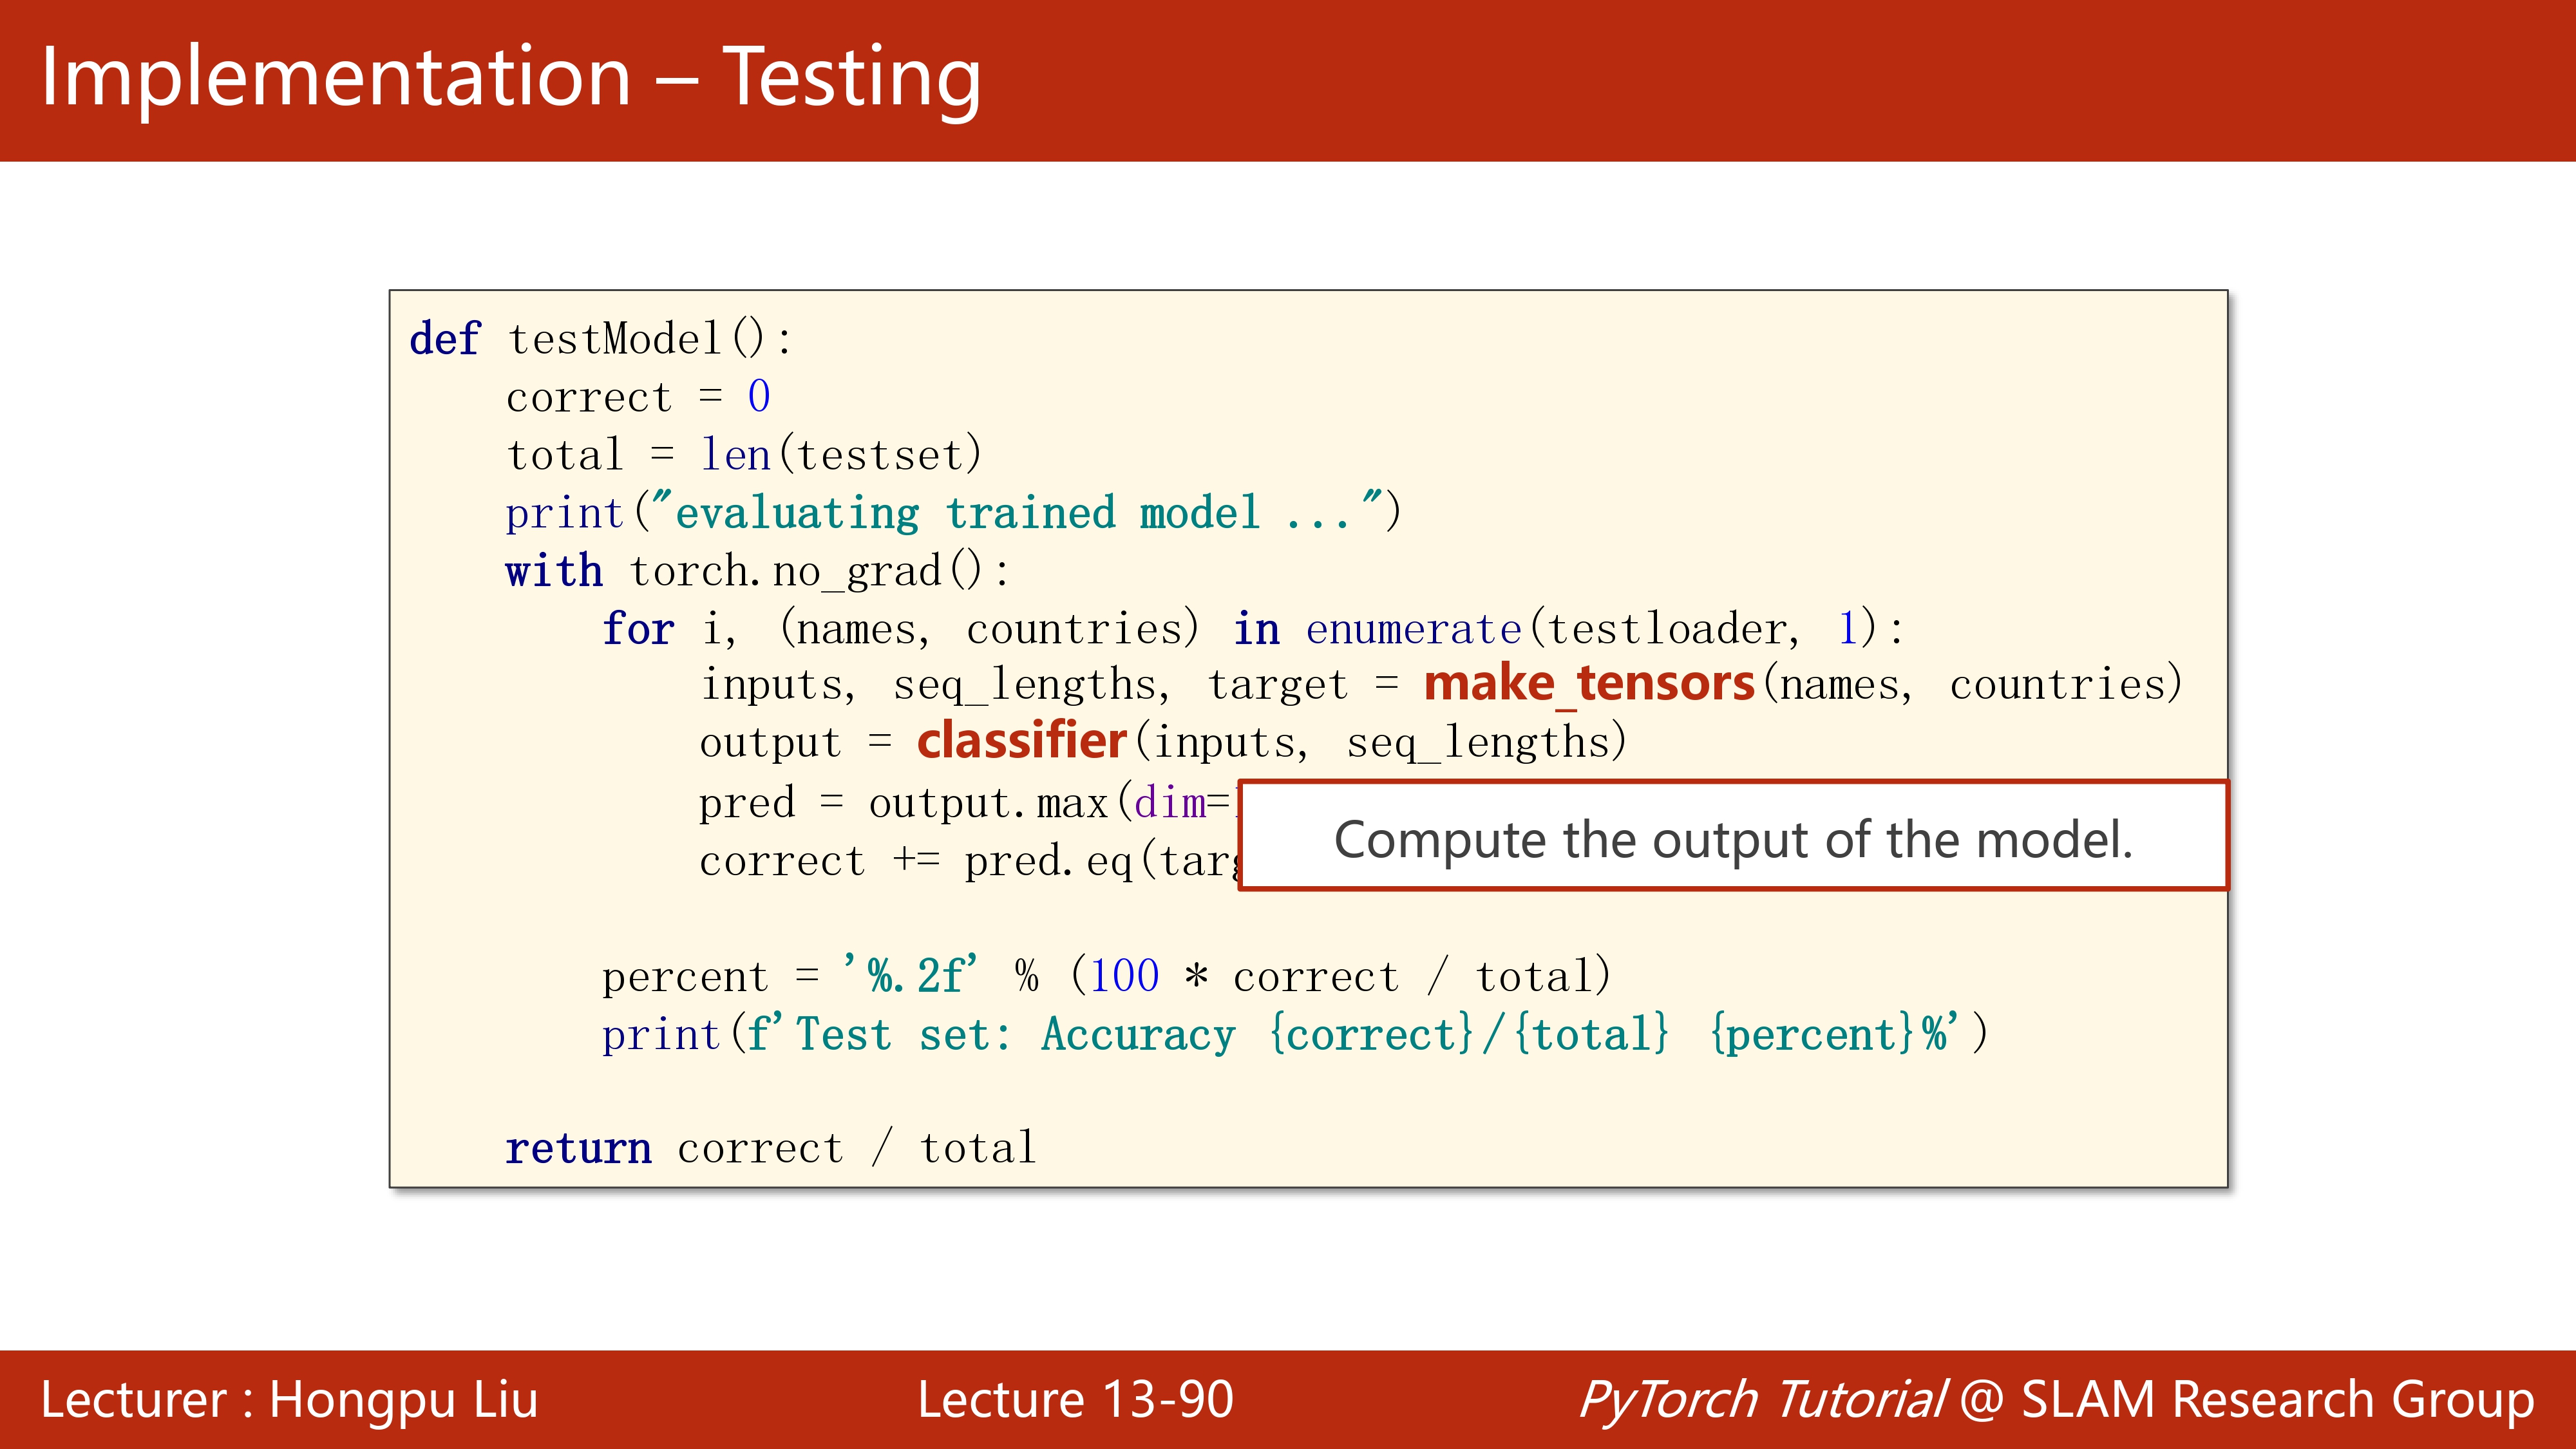 Implementation – Testing
def testModel():
    correct = 0
    total = len(testset)
    print("evaluating trained model ...")
    with torch.no_grad():
        for i, (names, countries) in enumerate(testloader, 1):
            inputs, seq_lengths, target = make_tensors(names, countries)
            output = classifier(inputs, seq_lengths)
            pred = output.max(dim=
            correct += pred.eq(
Compute the output of the model.
        percent = '%.2f' % (100 * correct / total)
        print(f'Test set: Accuracy {correct}/{total} {percent}%')
    return correct / total
Lecturer : Hongpu Liu
Lecture 13-90
PyTorch Tutorial @ SLAM Research Group